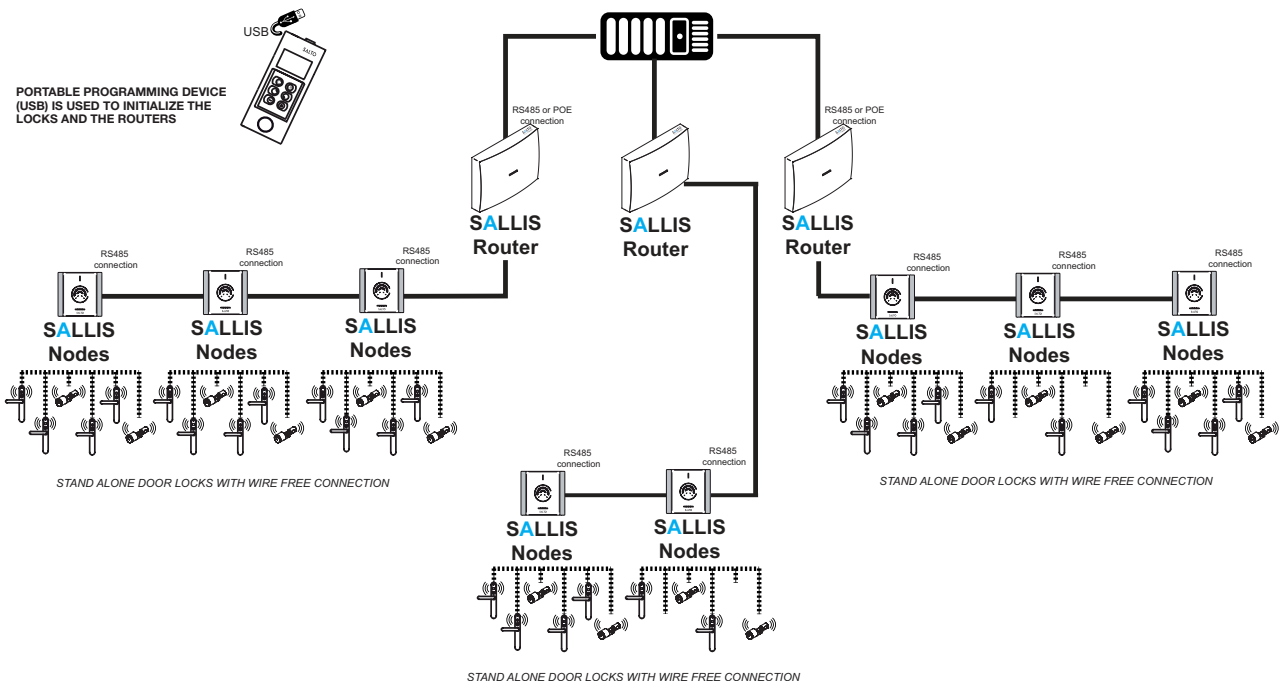 USB
SALTO
PORTABLE PROGRAMMING DEVICE
(USB) IS USED TO INITIALIZE THE
LOCKS AND THE ROUTERS
RS485 or POE
connection
RS485 or POE
connection
SALLIS
Router
SALLIS
Router
SALLIS
Router
RS485
connection
RS485
connection
RS485
connection
SALLIS
Nodes
SALLIS
Nodes
SALLIS
Nodes
STAND ALONE DOOR LOCKS WITH WIRE FREE CONNECTION
RS485
connection
RS485
connection
RS485
connection
SALLIS
Nodes
SALLIS
Nodes
SALLIS
Nodes
STAND ALONE DOOR LOCKS WITH WIRE FREE CONNECTION
RS485
connection
RS485
connection
SALLIS
Nodes
SALLIS
Nodes
STAND ALONE DOOR LOCKS WITH WIRE FREE CONNECTION